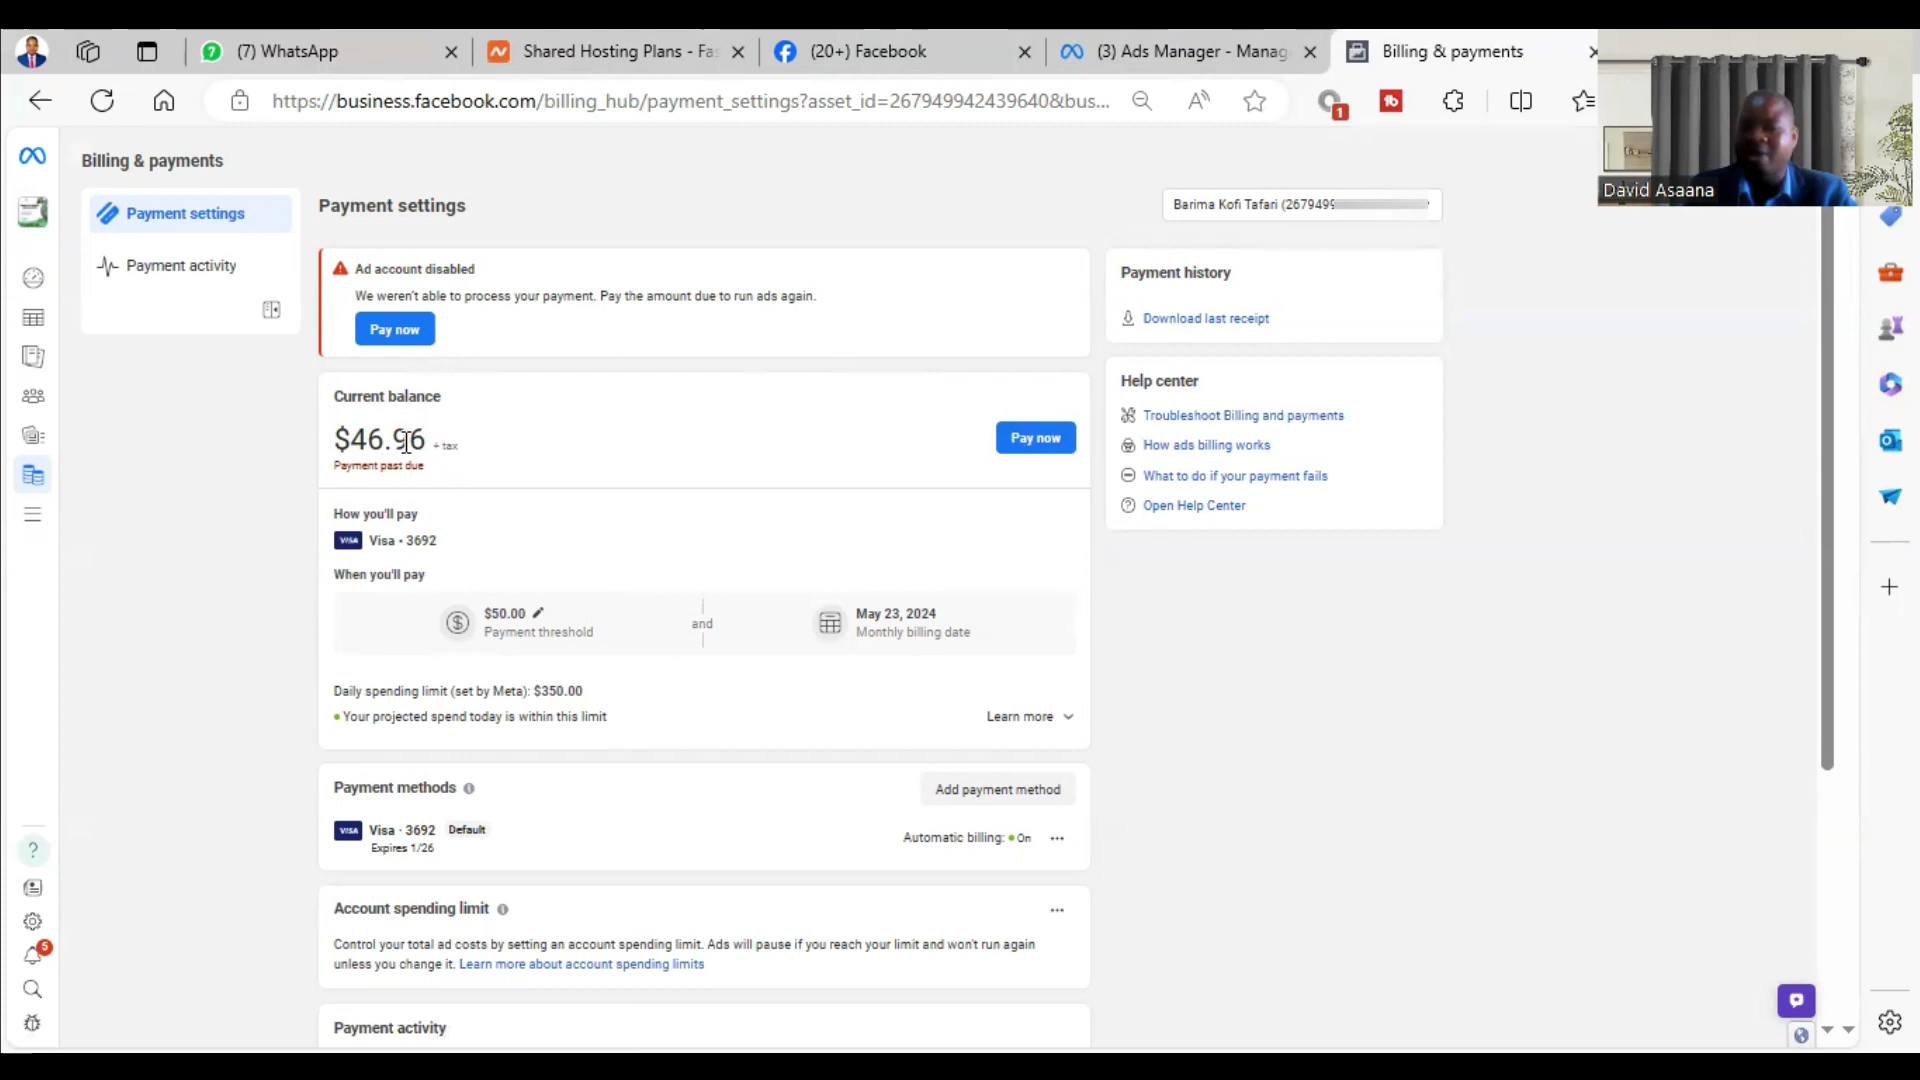 (7) WhatsApp
Shared Hosting Plans - Fas
(20+) Facebook
(3) Ads Manager - Manag
Billing & payments
https://business.facebook.com/billing_hub/payment_settings?asset_id=267949942439640&bus...
1
David Asaana
Billing & payments
Payment settings
Payment activity
Payment settings
Barima Kofi Tafari (2679499
Ad account disabled
We weren't able to process your payment. Pay the amount due to run ads again.
Pay now
Current balance
$46.96 + tax
Payment past due
Pay now
How you'll pay
VISA Visa · 3692
When you'll pay
$50.00
Payment threshold
and
May 23, 2024
Monthly billing date
Daily spending limit (set by Meta): $350.00
Your projected spend today is within this limit
Learn more
Payment methods
Add payment method
VISA Visa · 3692 Default
Expires 1/26
Automatic billing: On
Account spending limit
Control your total ad costs by setting an account spending limit. Ads will pause if you reach your limit and won't run again
unless you change it. Learn more about account spending limits
Payment activity
Payment history
Download last receipt
Help center
Troubleshoot Billing and payments
How ads billing works
What to do if your payment fails
Open Help Center
5